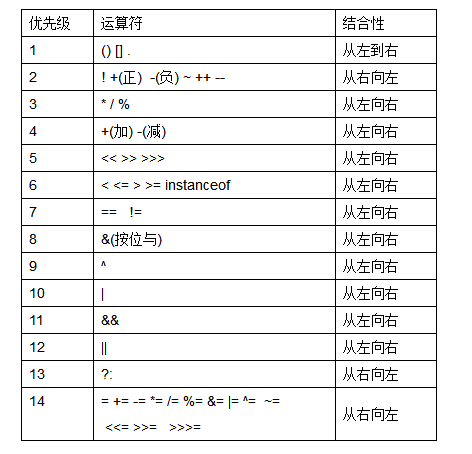 优先级 运算符 结合性
1 () [] . 从左到右
2 ! +(正) -(负) ~ ++ -- 从右向左
3 * / % 从左向右
4 +(加) -(减) 从左向右
5 << >> >>> 从左向右
6 < <= > >= instanceof 从左向右
7 == != 从左向右
8 &(按位与) 从左向右
9 ^ 从左向右
10 | 从左向右
11 && 从左向右
12 || 从左向右
13 ?: 从右向左
14 = += -= *= /= %= &= |= ^= ~= 从右向左
<<= >>= >>>=